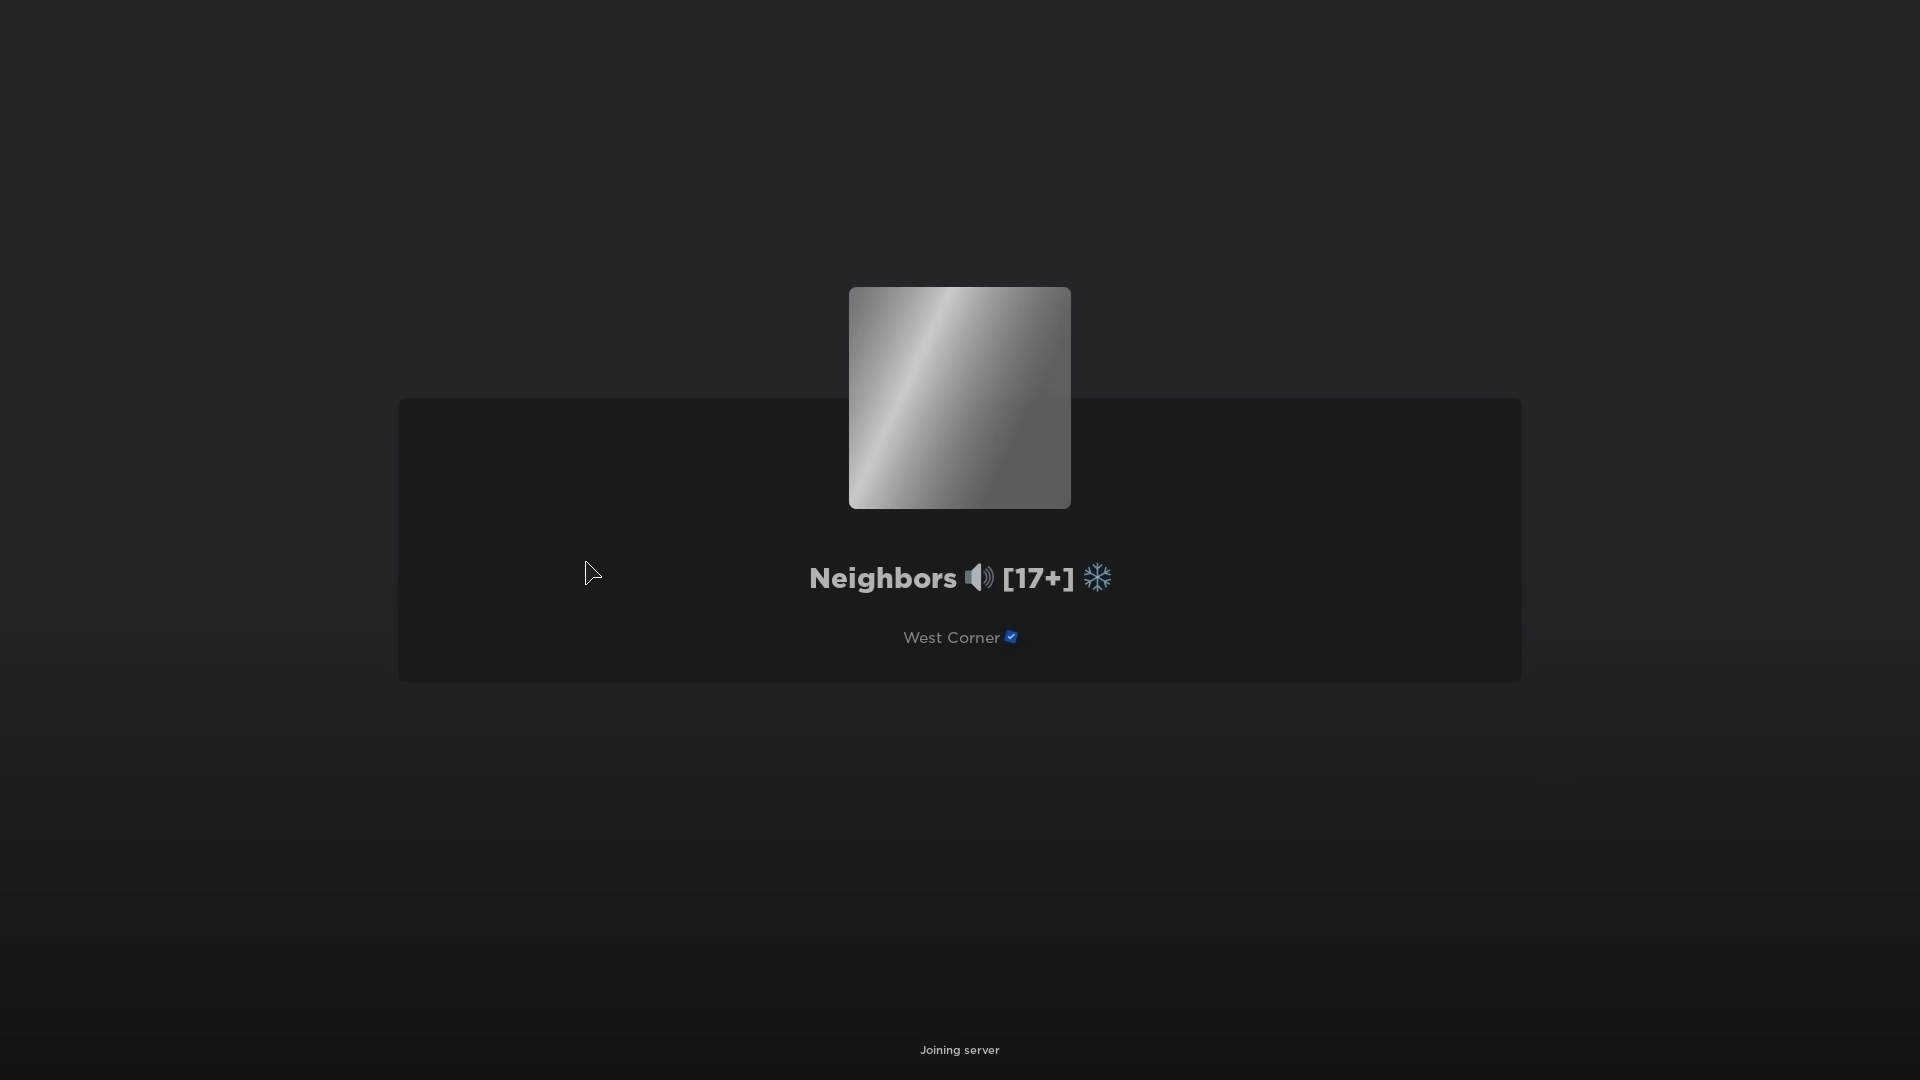 Neighbors 🔊 [17+] ❄️
West Corner
Joining server